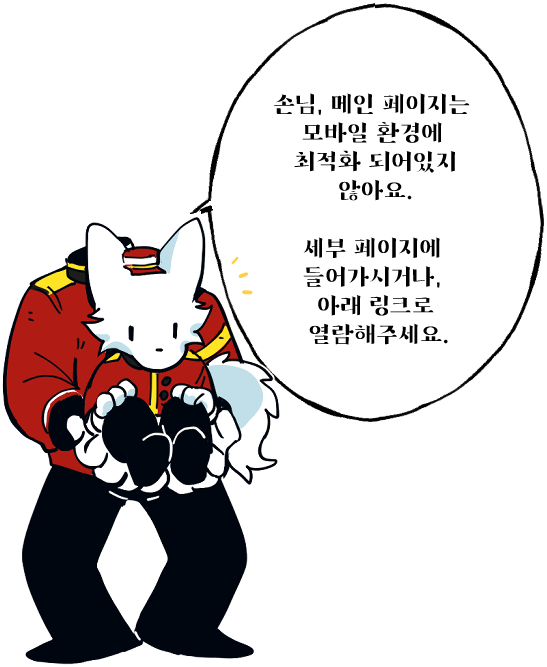 손님, 메인 페이지는
모바일 환경에
최적화 되어있지
않아요.
세부 페이지에
들어가시거나,
아래 링크로
열람해주세요.